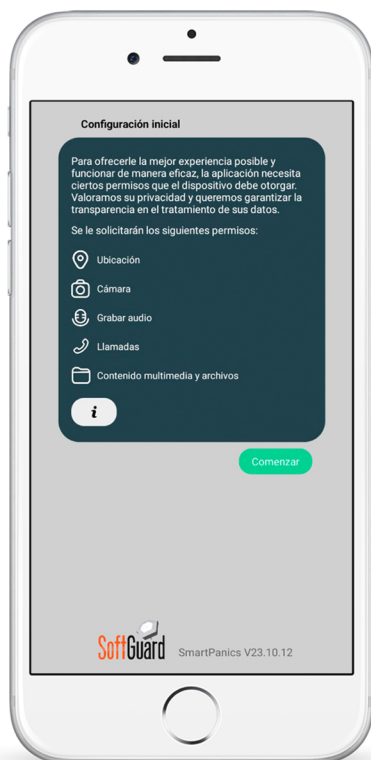 Configuración inicial
Para ofrecerle la mejor experiencia posible y
funcionar de manera eficaz, la aplicación necesita
ciertos permisos que el dispositivo debe otorgar.
Valoramos su privacidad y queremos garantizar la
transparencia en el tratamiento de sus datos.
Se le solicitarán los siguientes permisos:
Ubicación
Cámara
Grabar audio
Llamadas
Contenido multimedia y archivos
i
Comenzar
SoftGuard SmartPanics V23.10.12